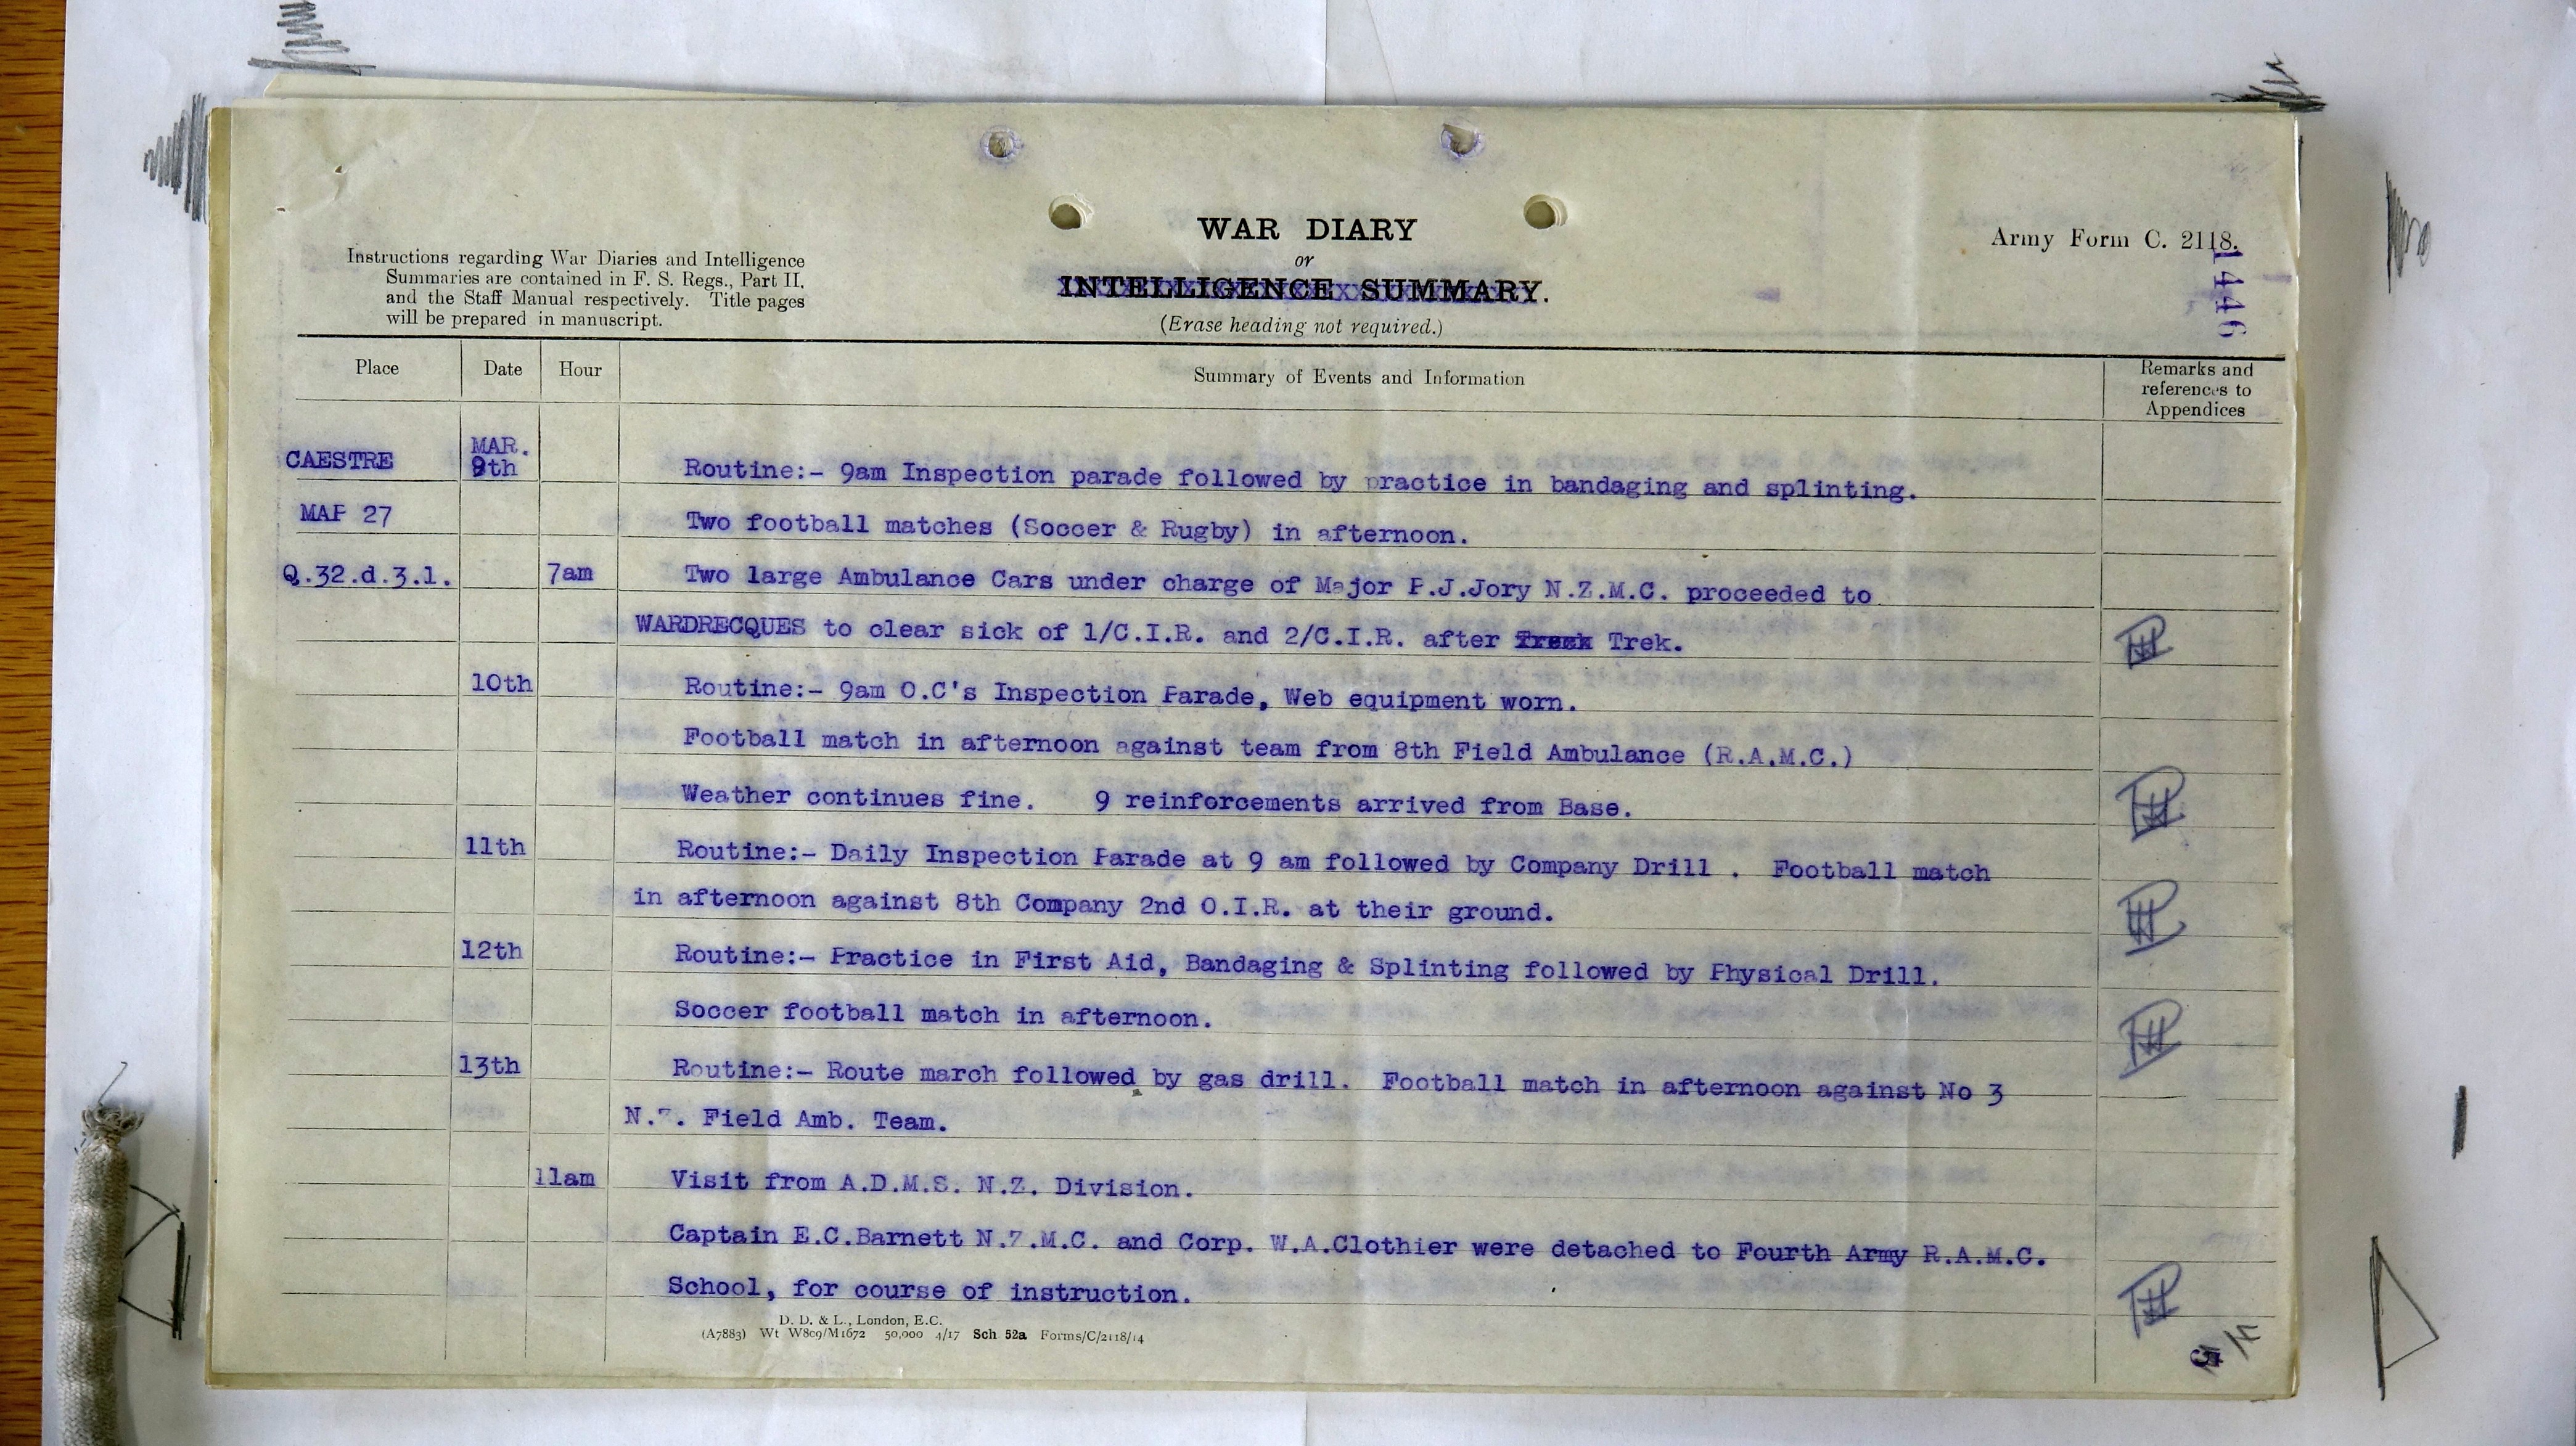 WAR DIARY
or
INTELLIGENCE SUMMARY.
(Erase heading not required.)
Army Form C. 2118.
1446
Instructions regarding War Diaries and Intelligence
Summaries are contained in F. S. Regs., Part II,
and the Staff Manual respectively. Title pages
will be prepared in manuscript.
Place Date Hour Summary of Events and Information Remarks and
references to
Appendices
CAESTRE MAR.
9th Routine:- 9am Inspection parade followed by practice in bandaging and splinting.
MAP 27 Two football matches (Soccer & Rugby) in afternoon.
Q.32.d.3.1. 7am Two large Ambulance Cars under charge of Major P.J.Jory N.Z.M.C. proceeded to
WARDRECQUES to clear sick of 1/C.I.R. and 2/C.I.R. after Trek.
10th Routine:- 9am O.C's Inspection Parade, Web equipment worn.
Football match in afternoon against team from 8th Field Ambulance (R.A.M.C.)
Weather continues fine. 9 reinforcements arrived from Base.
11th Routine:- Daily Inspection Parade at 9 am followed by Company Drill . Football match
in afternoon against 8th Company 2nd O.I.R. at their ground.
12th Routine:- Practice in First Aid, Bandaging & Splinting followed by Physical Drill.
Soccer football match in afternoon.
13th Routine:- Route march followed by gas drill. Football match in afternoon against No 3
N.Z. Field Amb. Team.
11am Visit from A.D.M.S. N.Z. Division.
Captain E.C.Barnett N.Z.M.C. and Corp. W.A.Clothier were detached to Fourth Army R.A.M.C.
School, for course of instruction.
D. D. & L., London, E.C.
(A7883) Wt W809/M1672 50,000 4/17 Sch 52a Forms/C/2118/14